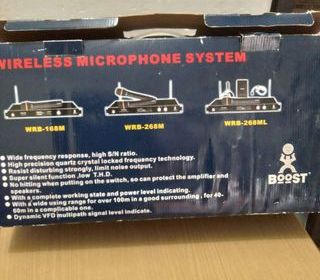 WIRELESS MICROPHONE SYSTEM
WRB-168M
WRB-268M
WRB-268ML
● Wide frequency response, high S/N ratio.
● High precision quartz crystal locked frequency technology.
● Resist disturbing strongly, limit noise output.
● Super silent function ,low T.H.D.
● No hitting when putting on the switch, so can protect the amplifier and
speakers.
● With a complete working state and power level indicating.
● With a wide using range for over 100m in a good surrounding , for 40-
60m in a complicable one.
● Dynamic VFD multipath signal level indicate.
BOOST